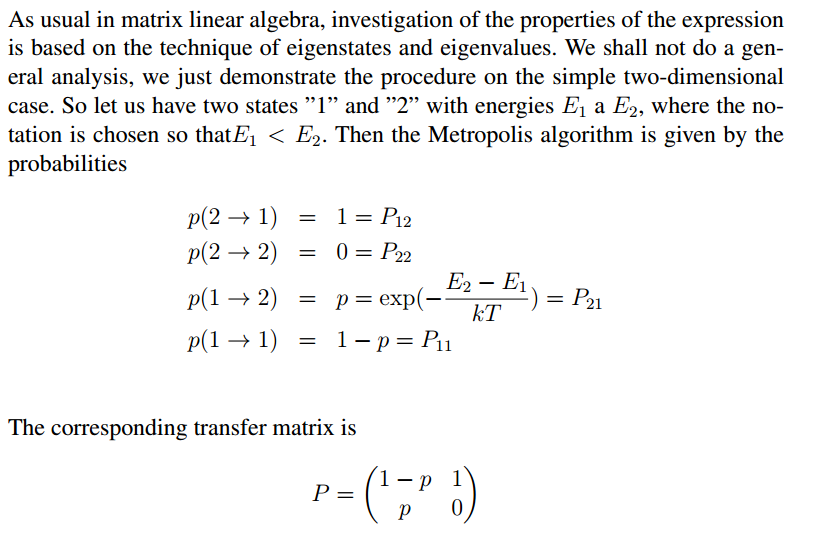 As usual in matrix linear algebra, investigation of the properties of the expression
is based on the technique of eigenstates and eigenvalues. We shall not do a gen-
eral analysis, we just demonstrate the procedure on the simple two-dimensional
case. So let us have two states ”1” and ”2” with energies E₁ a E₂, where the no-
tation is chosen so thatE₁ < E₂. Then the Metropolis algorithm is given by the
probabilities
p(2 → 1) = 1 = P₁₂
p(2 → 2) = 0 = P₂₂
p(1 → 2) = p = exp(−\frac{E₂ − E₁}{kT}) = P₂₁
p(1 → 1) = 1 − p = P₁₁
The corresponding transfer matrix is
P = \begin{pmatrix} 1 − p & 1 \\ p & 0 \end{pmatrix}